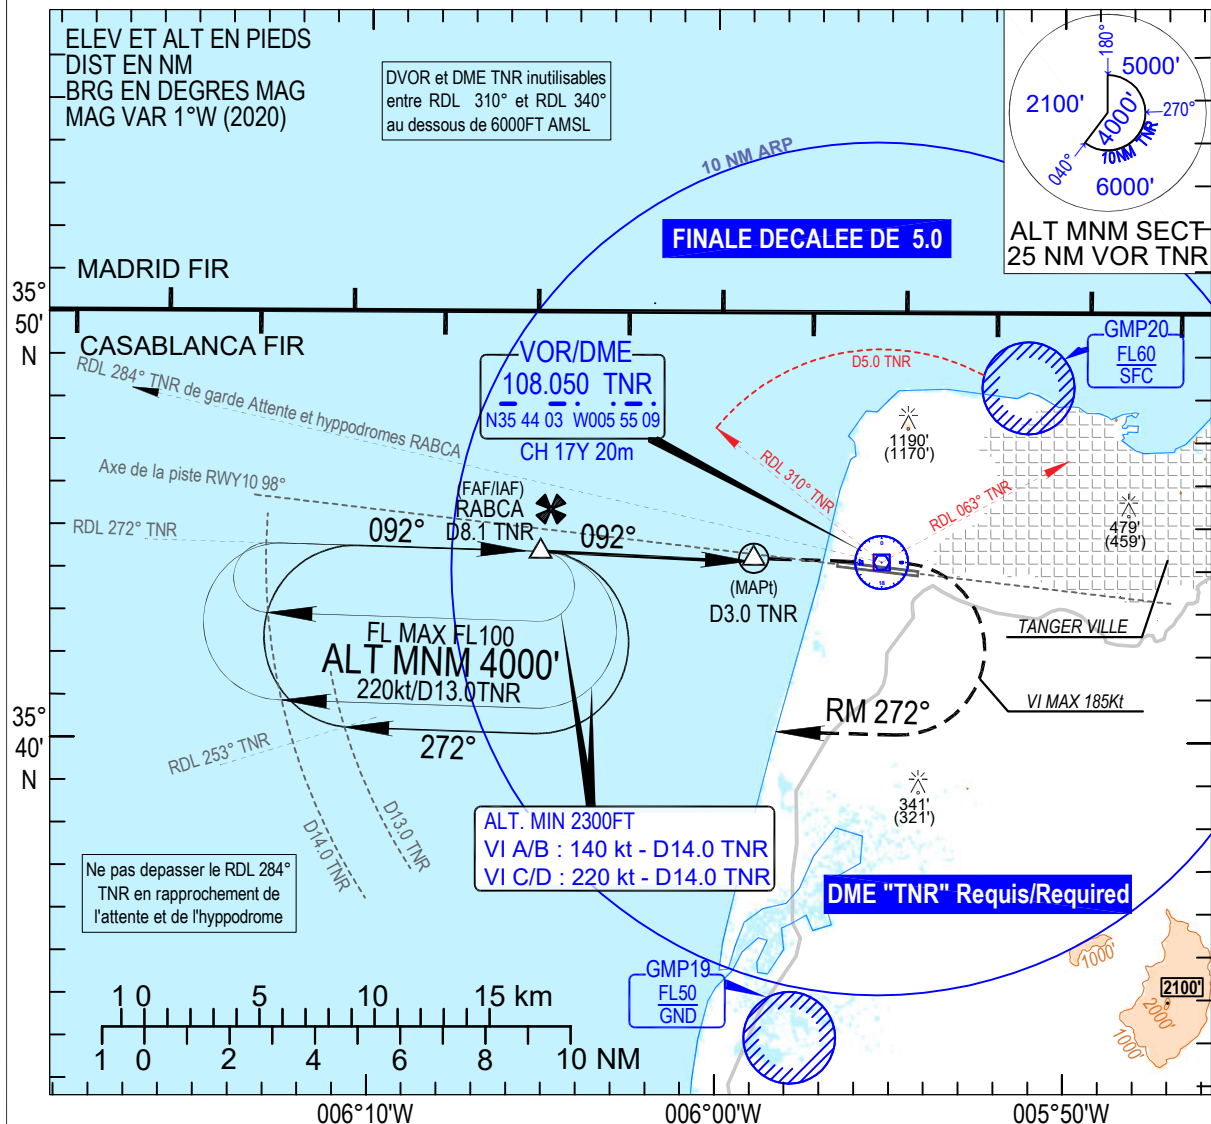 ELEV ET ALT EN PIEDS
DIST EN NM
BRG EN DEGRES MAG
MAG VAR 1°W (2020)
DVOR et DME TNR inutilisables
entre RDL 310° et RDL 340°
au dessous de 6000FT AMSL
180°
5000'
2100'
4000'
270°
10NM TNR
040°
6000'
ALT MNM SECT
25 NM VOR TNR
10 NM ARP
FINALE DECALEE DE 5.0
MADRID FIR
35°
50'
N
CASABLANCA FIR
VOR/DME
108.050 TNR
N35 44 03 W005 55 09
CH 17Y 20m
GMP20
FL60
SFC
D5.0 TNR
RDL 284° TNR de garde Attente et hyppodromes RABCA
1190'
(1170')
RDL 310° TNR
RDL 063° TNR
479'
(459')
Axe de la piste RWY10 98°
(FAF/IAF)
RABCA
D8.1 TNR
RDL 272° TNR
092°
092°
(MAPt)
D3.0 TNR
TANGER VILLE
FL MAX FL100
ALT MNM 4000'
220kt/D13.0TNR
VI MAX 185Kt
RM 272°
35°
40'
N
272°
RDL 253° TNR
341'
(321')
D14.0 TNR
D13.0 TNR
ALT. MIN 2300FT
VI A/B : 140 kt - D14.0 TNR
VI C/D : 220 kt - D14.0 TNR
Ne pas depasser le RDL 284°
TNR en rapprochement de
l'attente et de l'hyppodrome
DME "TNR" Requis/Required
1000'
2100'
2000'
1000'
GMP19
FL50
GND
1 0 5 10 15 km
1 0 2 4 6 8 10 NM
006°10'W
006°00'W
005°50'W